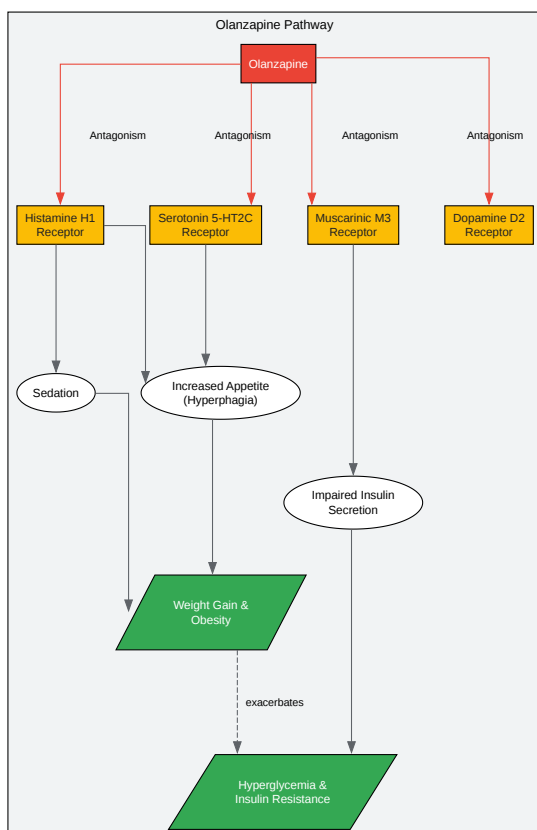 Olanzapine Pathway
Olanzapine
Antagonism
Antagonism
Antagonism
Antagonism
Histamine H1
Receptor
Serotonin 5-HT2C
Receptor
Muscarinic M3
Receptor
Dopamine D2
Receptor
Sedation
Increased Appetite
(Hyperphagia)
Impaired Insulin
Secretion
Weight Gain &
Obesity
exacerbates
Hyperglycemia &
Insulin Resistance